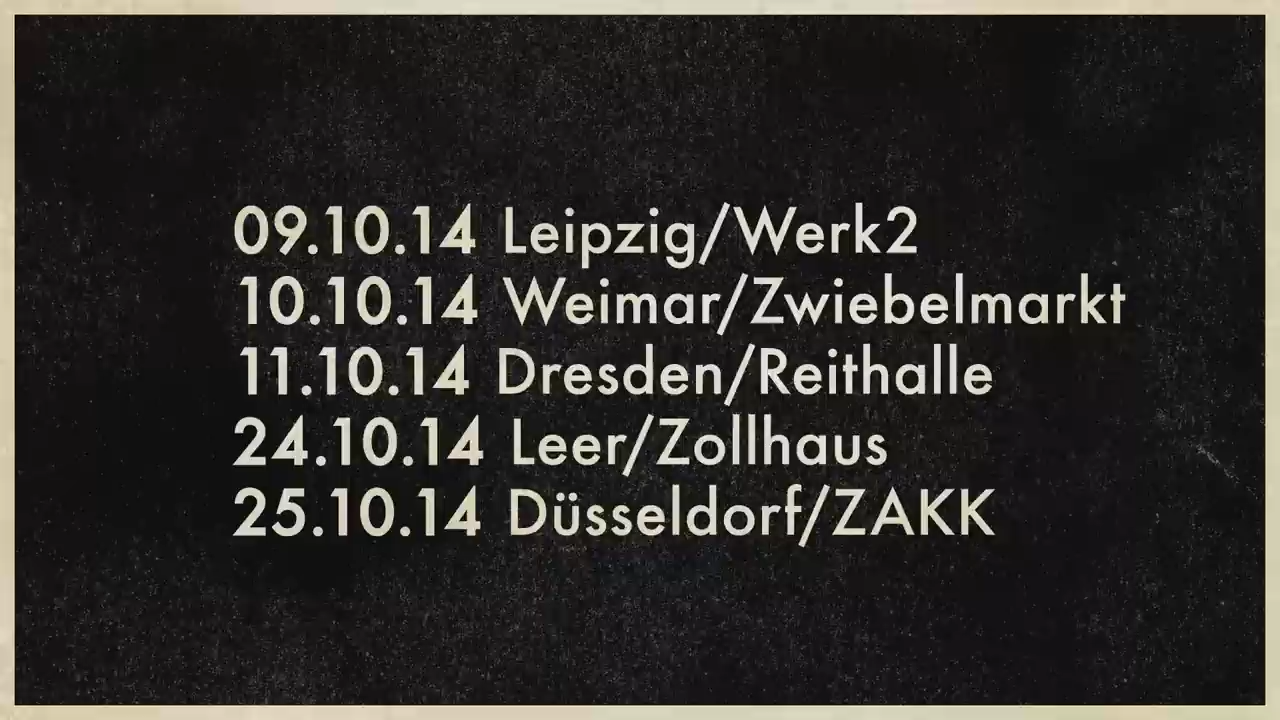 09.10.14 Leipzig/Werk2
10.10.14 Weimar/Zwiebelmarkt
11.10.14 Dresden/Reithalle
24.10.14 Leer/Zollhaus
25.10.14 Düsseldorf/ZAKK